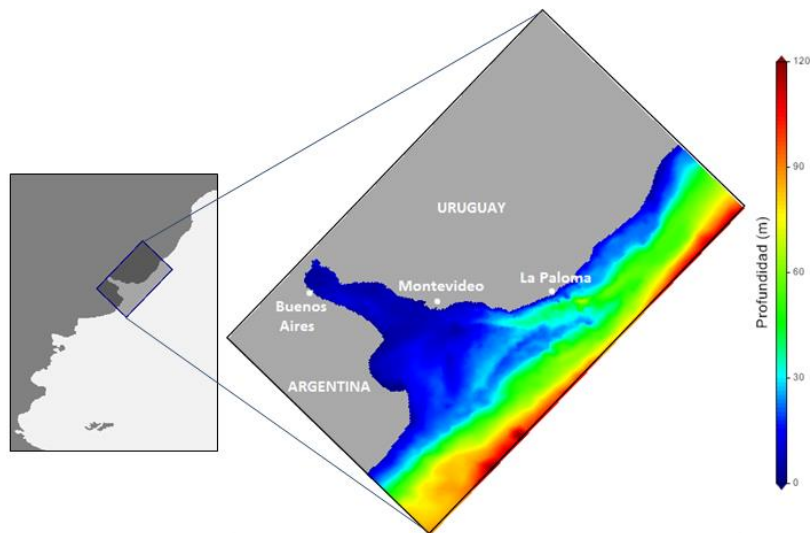 URUGUAY
La Paloma
Montevideo
Buenos
Aires
ARGENTINA
120
90
60
30
0
Profundidad (m)